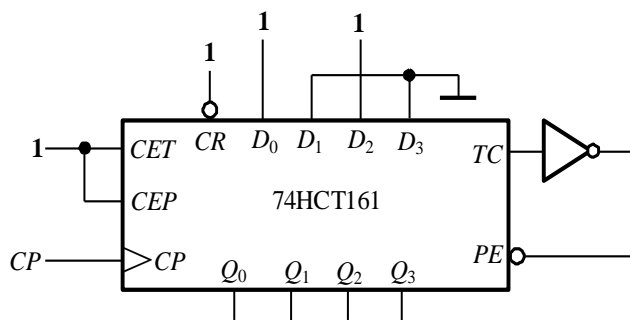 1
1
1
1
CET
CR
D₀
D₁
D₂
D₃
TC
CEP
74HCT161
CP
CP
Q₀
Q₁
Q₂
Q₃
PE